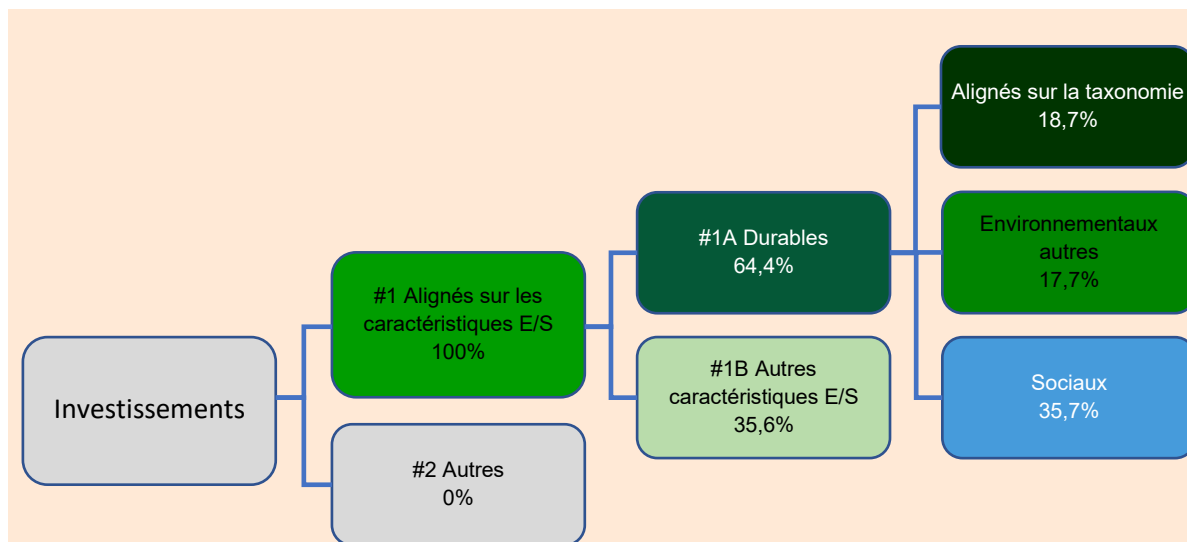 Investissements
#1 Alignés sur les
caractéristiques E/S
100%
#2 Autres
0%
#1A Durables
64,4%
#1B Autres
caractéristiques E/S
35,6%
Alignés sur la taxonomie
18,7%
Environnementaux
autres
17,7%
Sociaux
35,7%